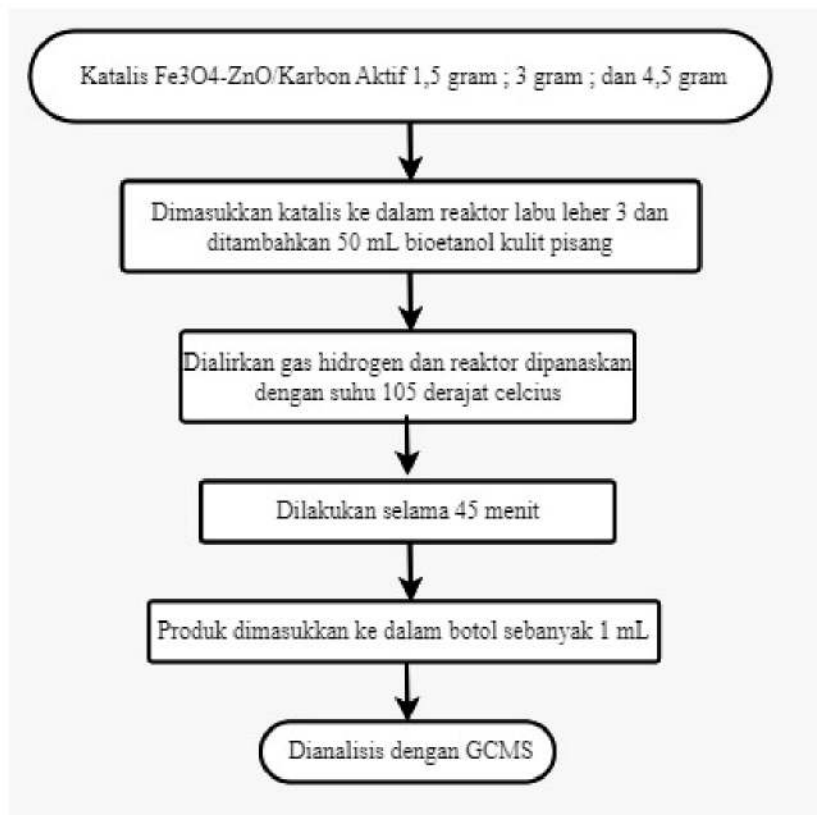 Katalis Fe3O4-ZnO/Karbon Aktif 1,5 gram ; 3 gram ; dan 4,5 gram
Dimasukkan katalis ke dalam reaktor labu leher 3 dan
ditambahkan 50 mL bioetanol kulit pisang
Dialirkan gas hidrogen dan reaktor dipanaskan
dengan suhu 105 derajat celcius
Dilakukan selama 45 menit
Produk dimasukkan ke dalam botol sebanyak 1 mL
Dianalisis dengan GCMS